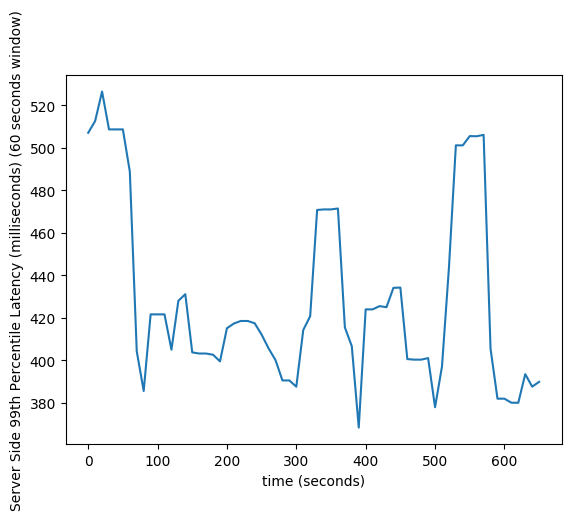 Server Side 99th Percentile Latency (milliseconds) (60 seconds window)
520
500
480
460
440
420
400
380
0 100 200 300 400 500 600
time (seconds)